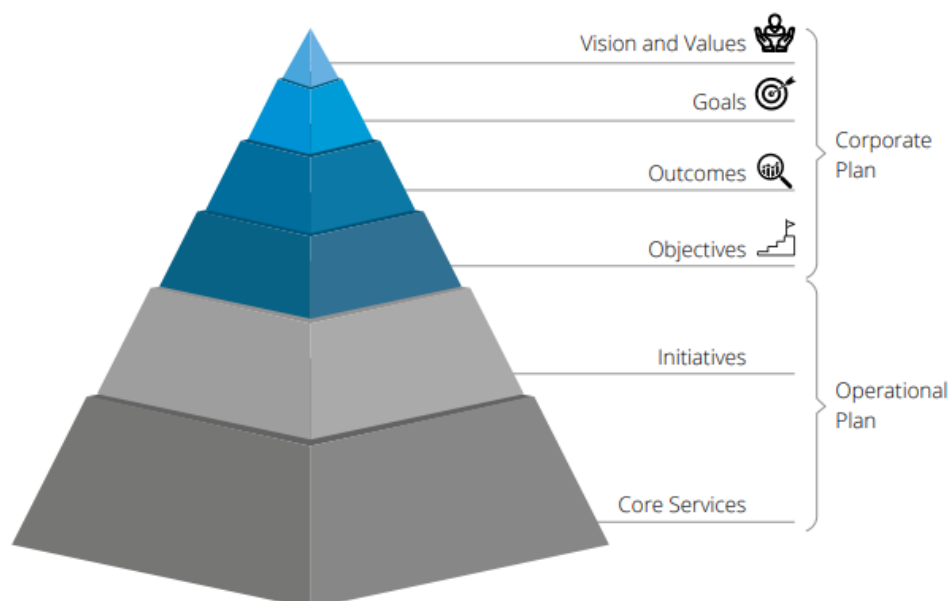 Vision and Values
Goals
Outcomes
Objectives
Corporate
Plan
Initiatives
Core Services
Operational
Plan